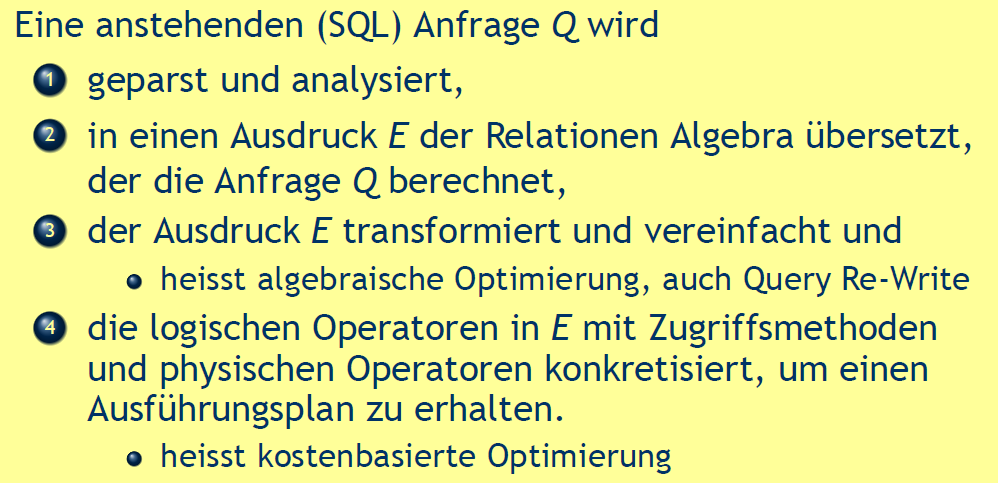 Eine anstehenden (SQL) Anfrage Q wird
1 geparst und analysiert,
2 in einen Ausdruck E der Relationen Algebra übersetzt,
der die Anfrage Q berechnet,
3 der Ausdruck E transformiert und vereinfacht und
• heisst algebraische Optimierung, auch Query Re-Write
4 die logischen Operatoren in E mit Zugriffsmethoden
und physischen Operatoren konkretisiert, um einen
Ausführungsplan zu erhalten.
• heisst kostenbasierte Optimierung